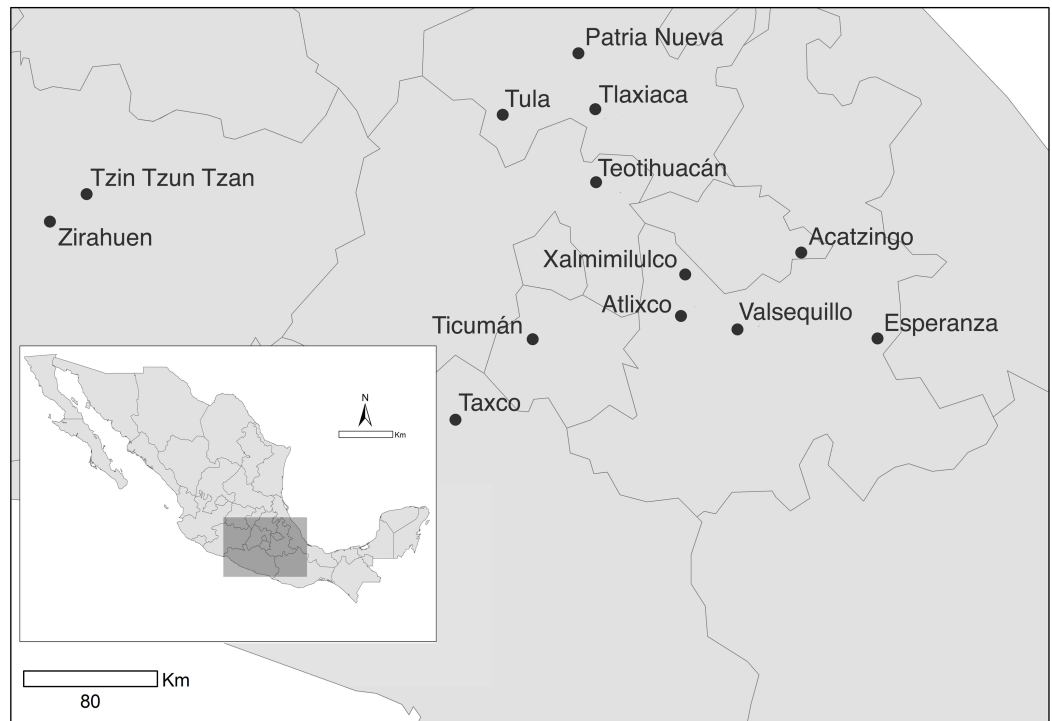 Patria Nueva
Tula
Tlaxiaca
Tzin Tzun Tzan
Teotihuacán
Zirahuen
Acatzingo
Xalmimilulco
Atlixco
Valsequillo
Ticumán
Esperanza
Taxco
N
Km
Km
80